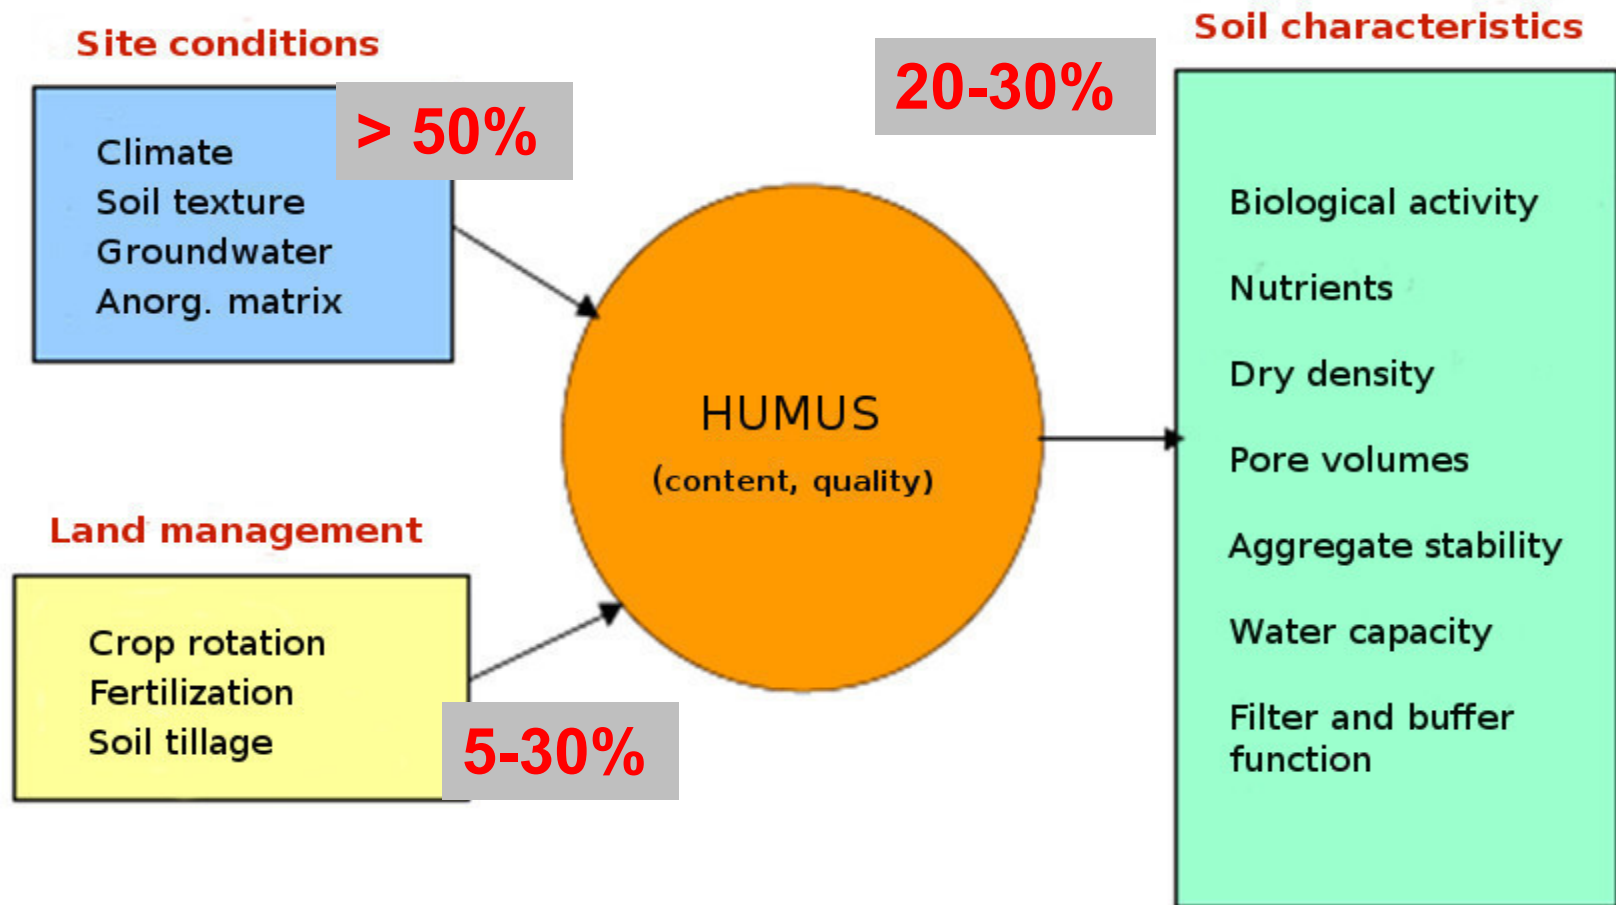 Site conditions
> 50%
Climate
Soil texture
Groundwater
Anorg. matrix
Land management
Crop rotation
Fertilization
Soil tillage
5-30%
HUMUS
(content, quality)
20-30%
Soil characteristics
Biological activity
Nutrients
Dry density
Pore volumes
Aggregate stability
Water capacity
Filter and buffer
function